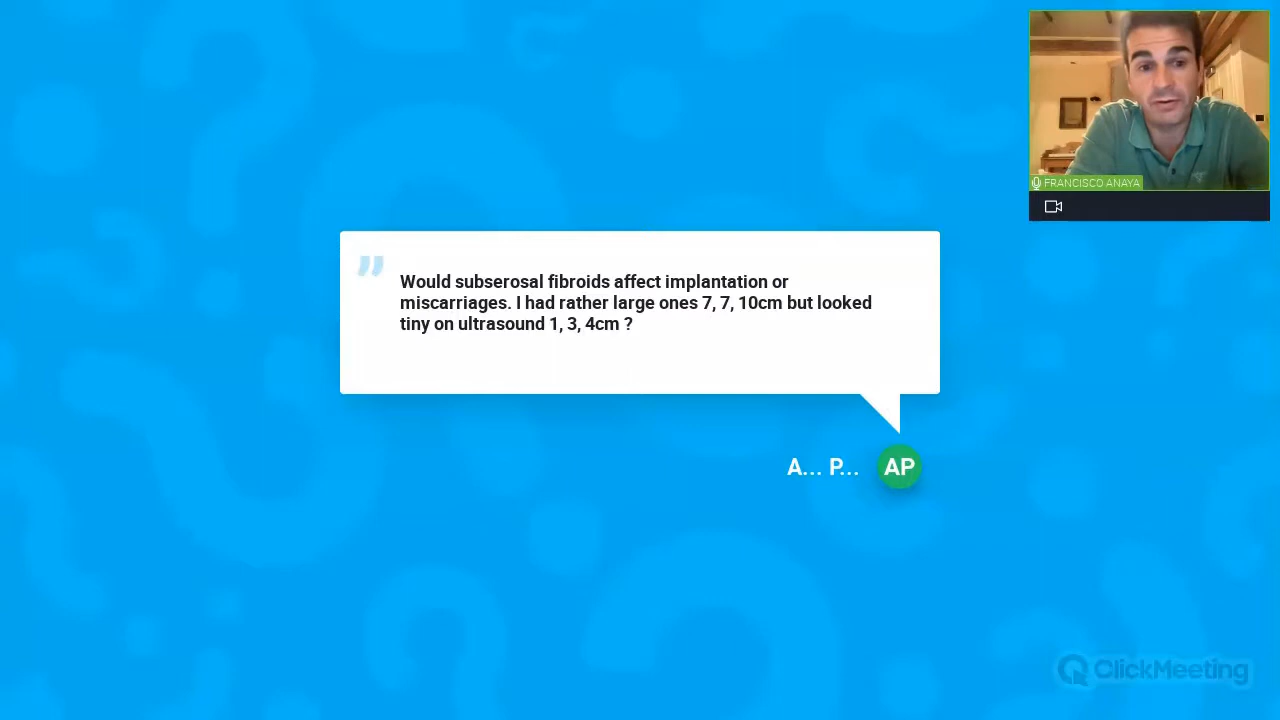 FRANCISCO ANAYA
Would subserosal fibroids affect implantation or
miscarriages. I had rather large ones 7, 7, 10cm but looked
tiny on ultrasound 1, 3, 4cm ?
A... P... AP
ClickMeeting